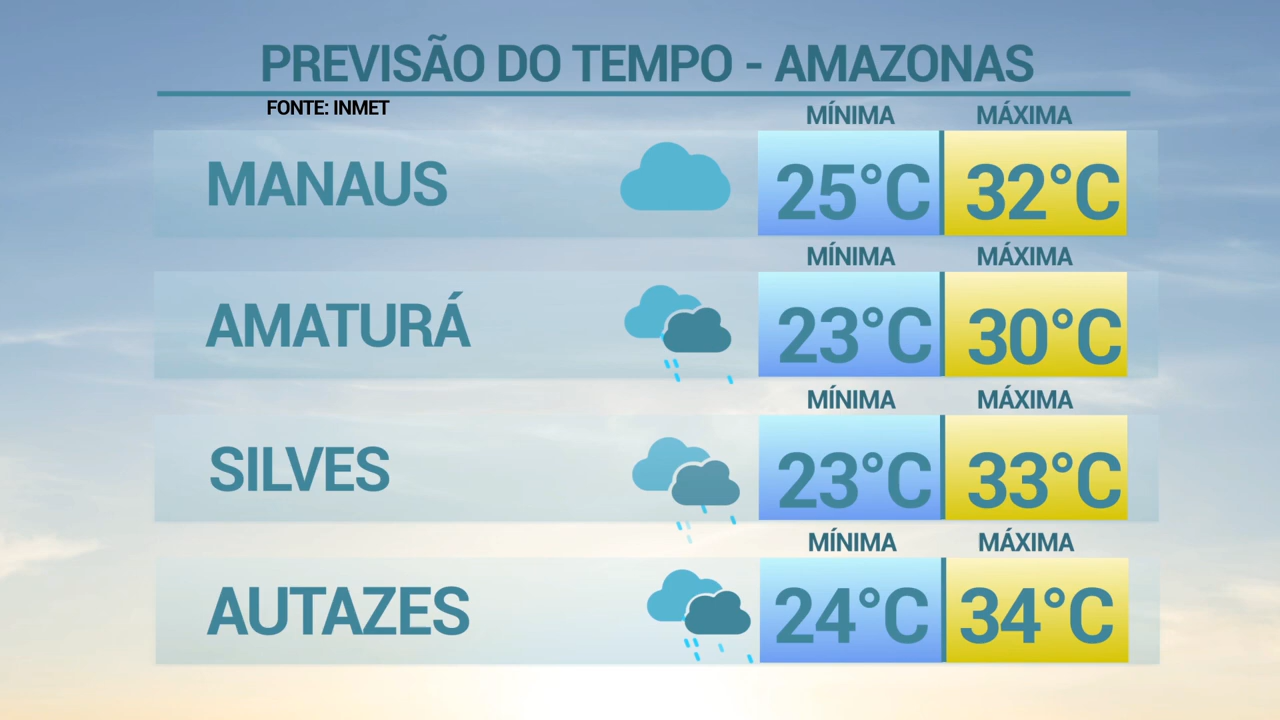 PREVISÃO DO TEMPO - AMAZONAS
FONTE: INMET
MÍNIMA MÁXIMA
MANAUS 25°C 32°C
MÍNIMA MÁXIMA
AMATURÁ 23°C 30°C
MÍNIMA MÁXIMA
SILVES 23°C 33°C
MÍNIMA MÁXIMA
AUTAZES 24°C 34°C